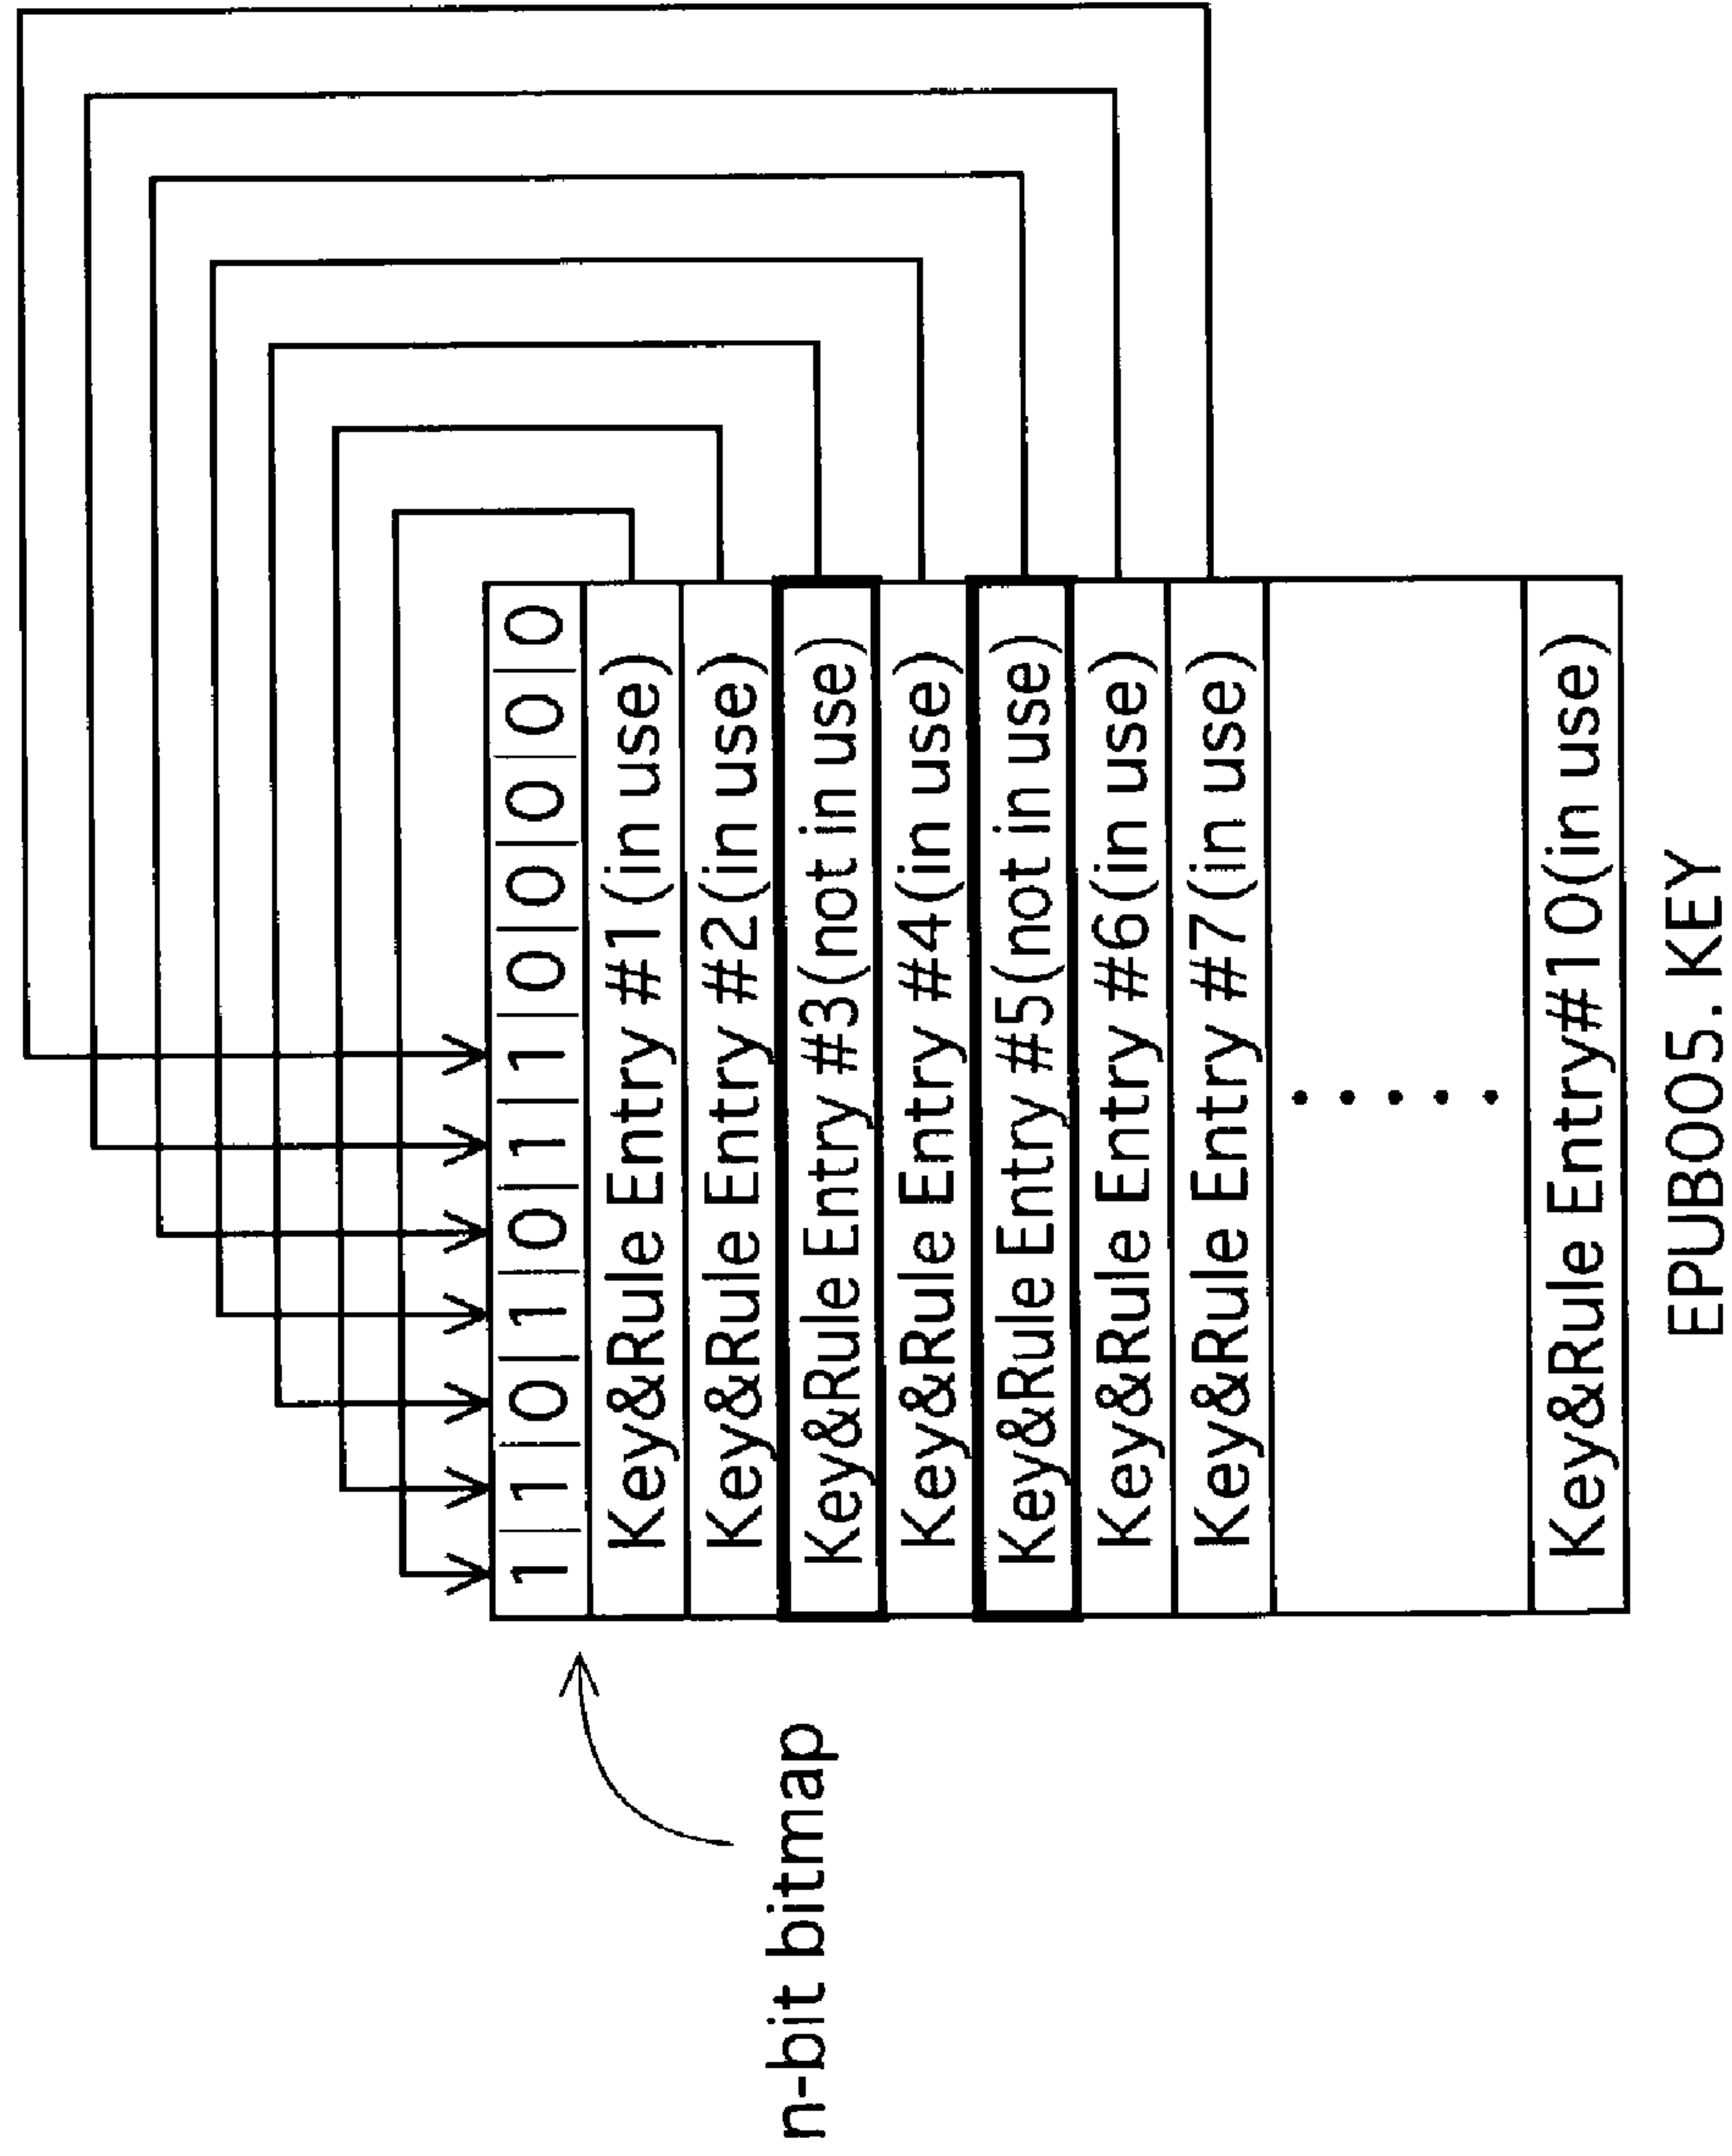 n-bit bitmap
1 1 0 1 0 1 1 0 0 0 0 0
Key&Rule Entry #1(in use)
Key&Rule Entry #2(in use)
Key&Rule Entry #3(not in use)
Key&Rule Entry #4(in use)
Key&Rule Entry #5(not in use)
Key&Rule Entry #6(in use)
Key&Rule Entry #7(in use)
.....
Key&Rule Entry#10(in use)
EPUB005. KEY